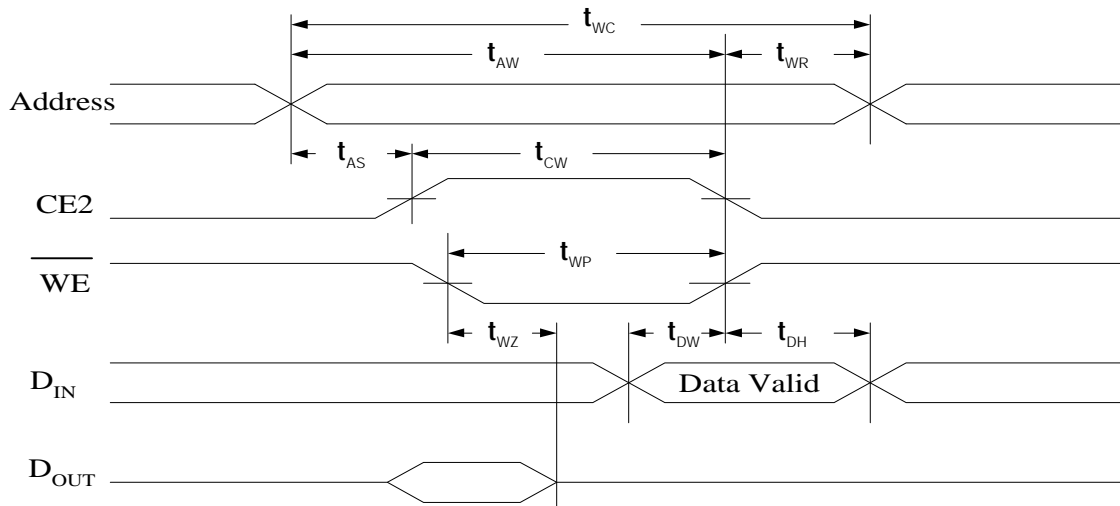 tWC
tAW tWR
Address
tAS tCW
CE2
tWP
WE
tWZ tDW tDH
DIN Data Valid
DOUT